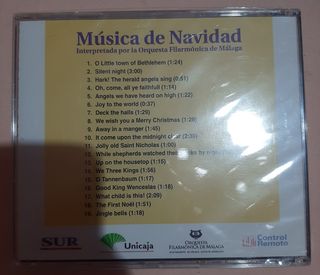 Música de Navidad
Interpretada por la Orquesta Filarmónica de Málaga
1. O Little town of Bethlehem (1:24)
2. Silent night (3:00)
3. Hark! The herald angels sing (0:51)
4. Oh, come, all ye faithfull (1:14)
5. Angels we have heard on high (1:22)
6. Joy to the world (0:37)
7. Deck the halls (1:29)
8. We wish you a Merry Christmas (1:28)
9. Away in a manger (1:45)
10. It come upon the midnight clear (2:39)
11. Jolly old Saint Nicholas (1:00)
12. While shepherds watched their flocks by night
13. Up on the housetop (1:15)
14. We Three Kings (1:56)
15. O Tannenbaum (1:17)
16. Good King Wenceslas (1:18)
17. What child is this! (2:09)
18. The First Noël (1:51)
19. Jingle bells (1:18)
SUR
Unicaja
ORQUESTA
FILARMÓNICA DE MÁLAGA
Control
Remoto